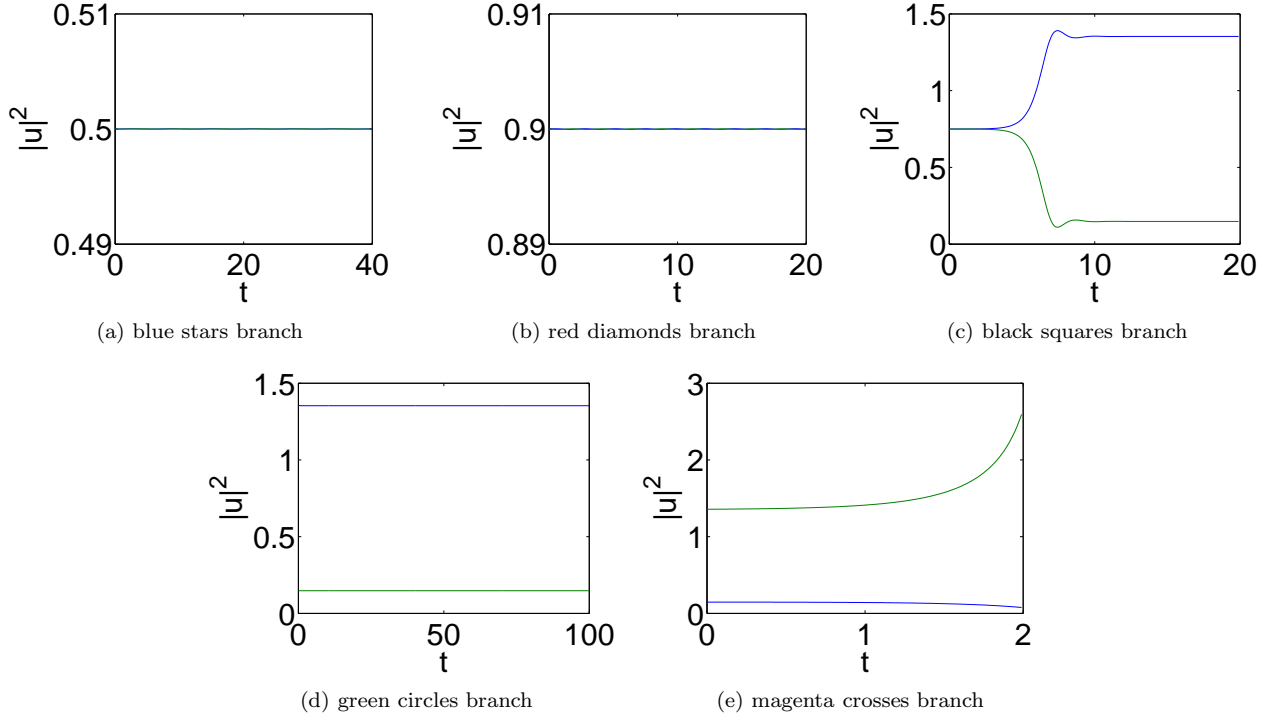 0.51
0.5
0.49
0 20 40
t
|u|^2
(a) blue stars branch
0.91
0.9
0.89
0 10 20
t
|u|^2
(b) red diamonds branch
1.5
1
0.5
0
0 10 20
t
|u|^2
(c) black squares branch
1.5
1
0.5
0
0 50 100
t
|u|^2
(d) green circles branch
3
2
1
0
0 1 2
t
|u|^2
(e) magenta crosses branch